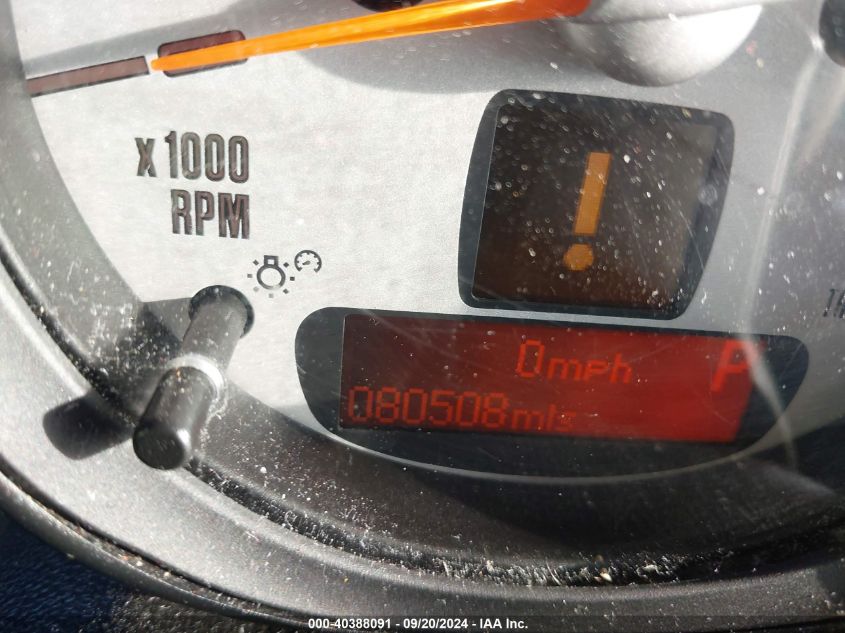 x1000
RPM
!
0mph P
080508mls
000-40388091 - 09/20/2024 - IAA Inc.